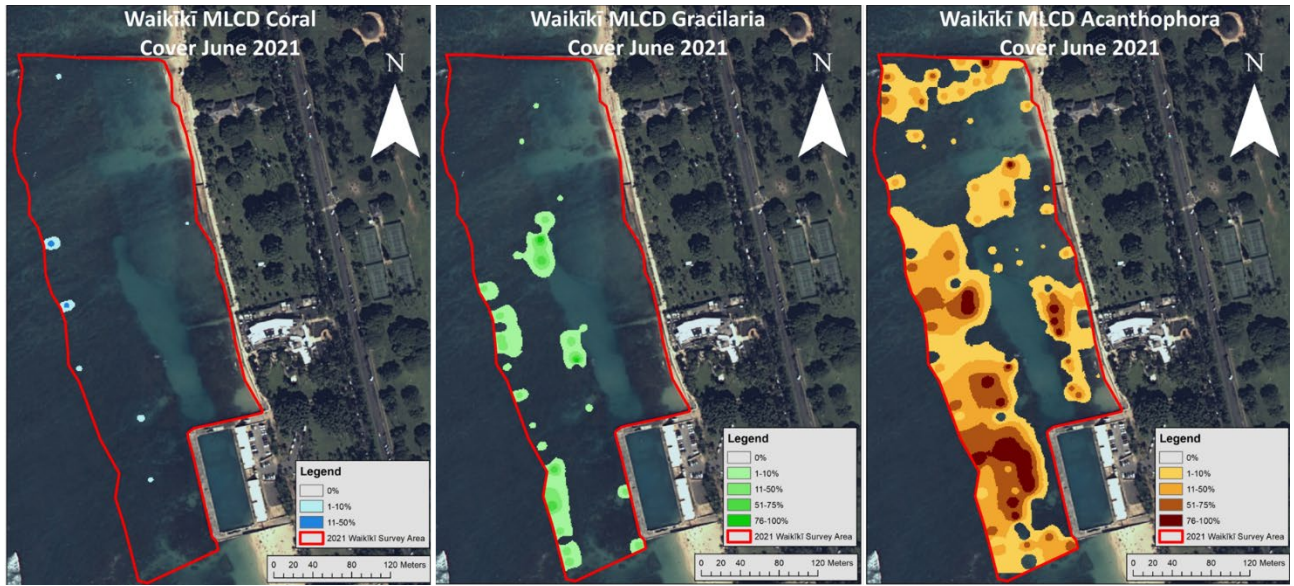 Waikīkī MLCD Coral
Cover June 2021
N
Legend
0%
1-10%
11-50%
2021 Waikīkī Survey Area
0 20 40 80 120 Meters
Waikīkī MLCD Gracilaria
Cover June 2021
N
Legend
0%
1-10%
11-50%
51-75%
76-100%
2021 Waikīkī Survey Area
0 20 40 80 120 Meters
Waikīkī MLCD Acanthophora
Cover June 2021
N
Legend
0%
1-10%
11-50%
51-75%
76-100%
2021 Waikīkī Survey Area
0 20 40 80 120 Meters